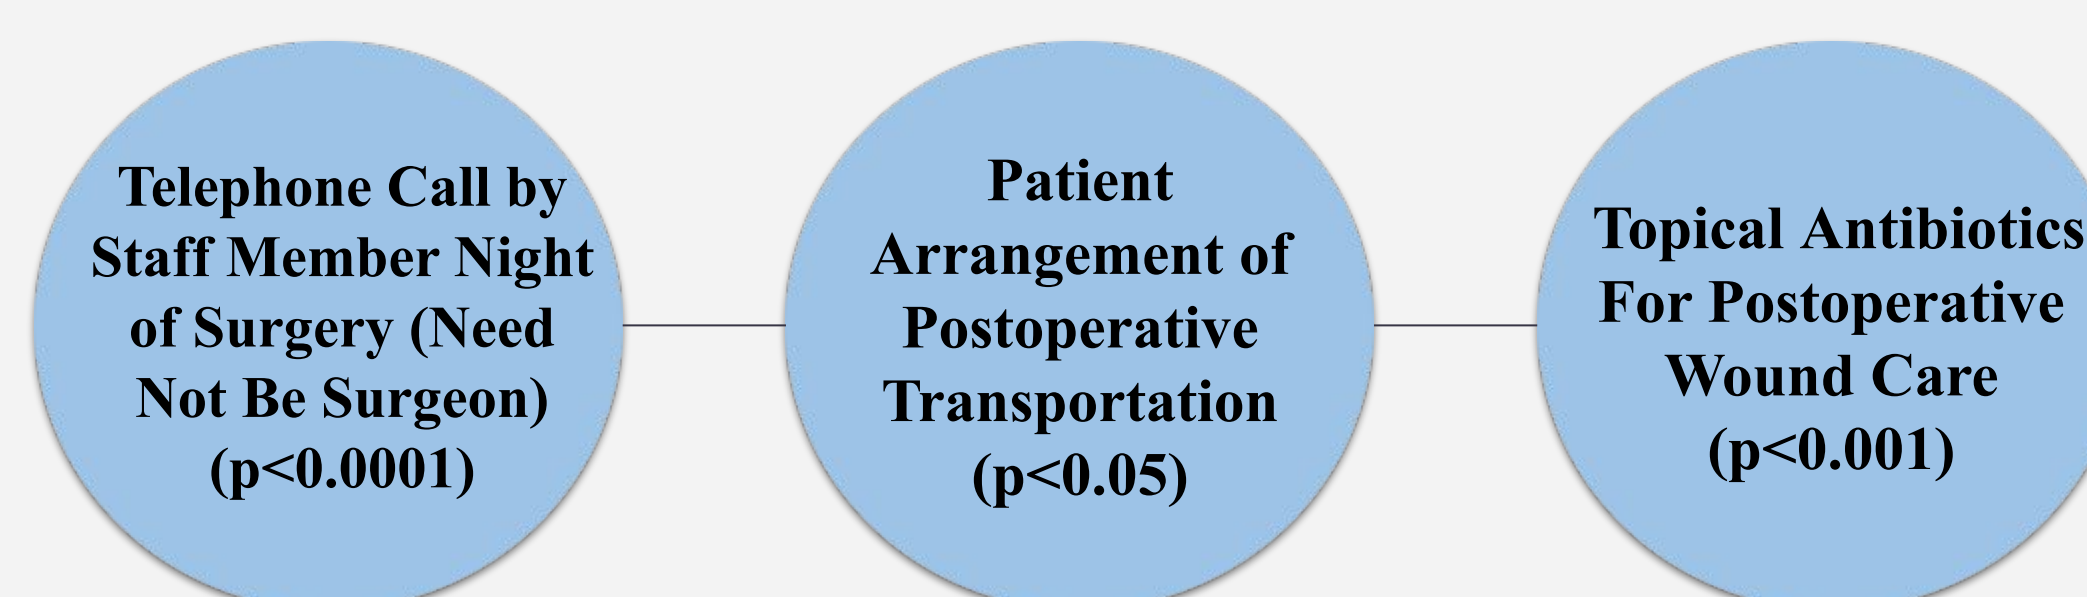 Telephone Call by
Staff Member Night
of Surgery (Need
Not Be Surgeon)
(p<0.0001)
Patient
Arrangement of
Postoperative
Transportation
(p<0.05)
Topical Antibiotics
For Postoperative
Wound Care
(p<0.001)